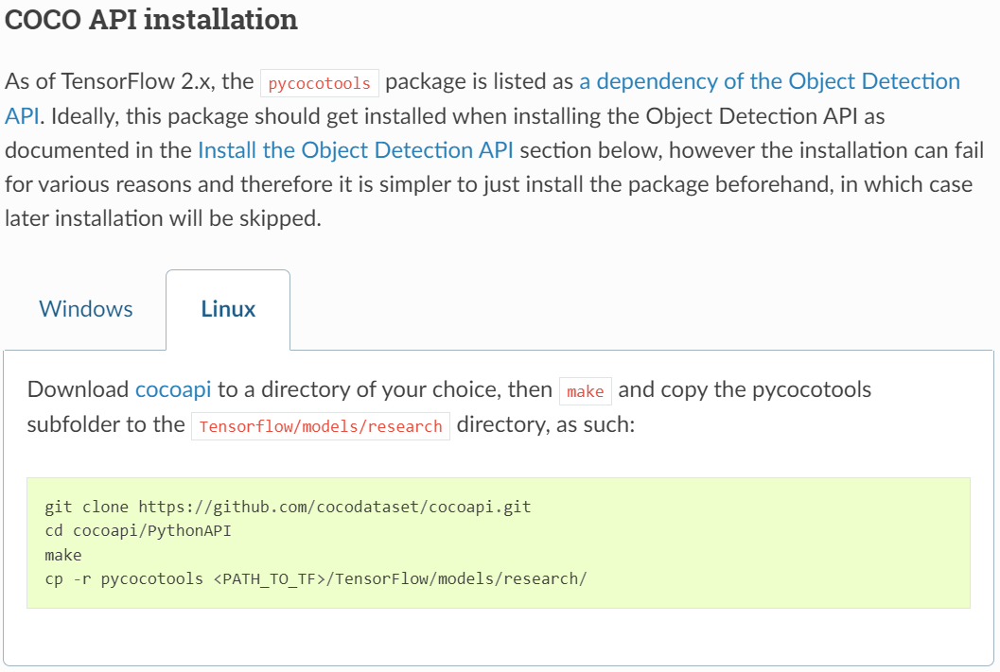 COCO API installation
As of TensorFlow 2.x, the pycocotools package is listed as a dependency of the Object Detection
API. Ideally, this package should get installed when installing the Object Detection API as
documented in the Install the Object Detection API section below, however the installation can fail
for various reasons and therefore it is simpler to just install the package beforehand, in which case
later installation will be skipped.
Windows Linux
Download cocoapi to a directory of your choice, then make and copy the pycocotools
subfolder to the Tensorflow/models/research directory, as such:
git clone https://github.com/cocodataset/cocoapi.git
cd cocoapi/PythonAPI
make
cp -r pycocotools <PATH_TO_TF>/TensorFlow/models/research/